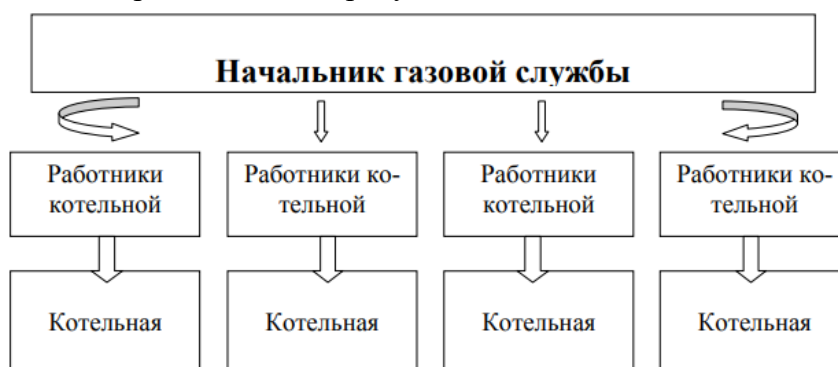 Начальник газовой службы
Работники Работники ко- Работники Работники ко-
котельной тельной котельной тельной
Котельная Котельная Котельная Котельная